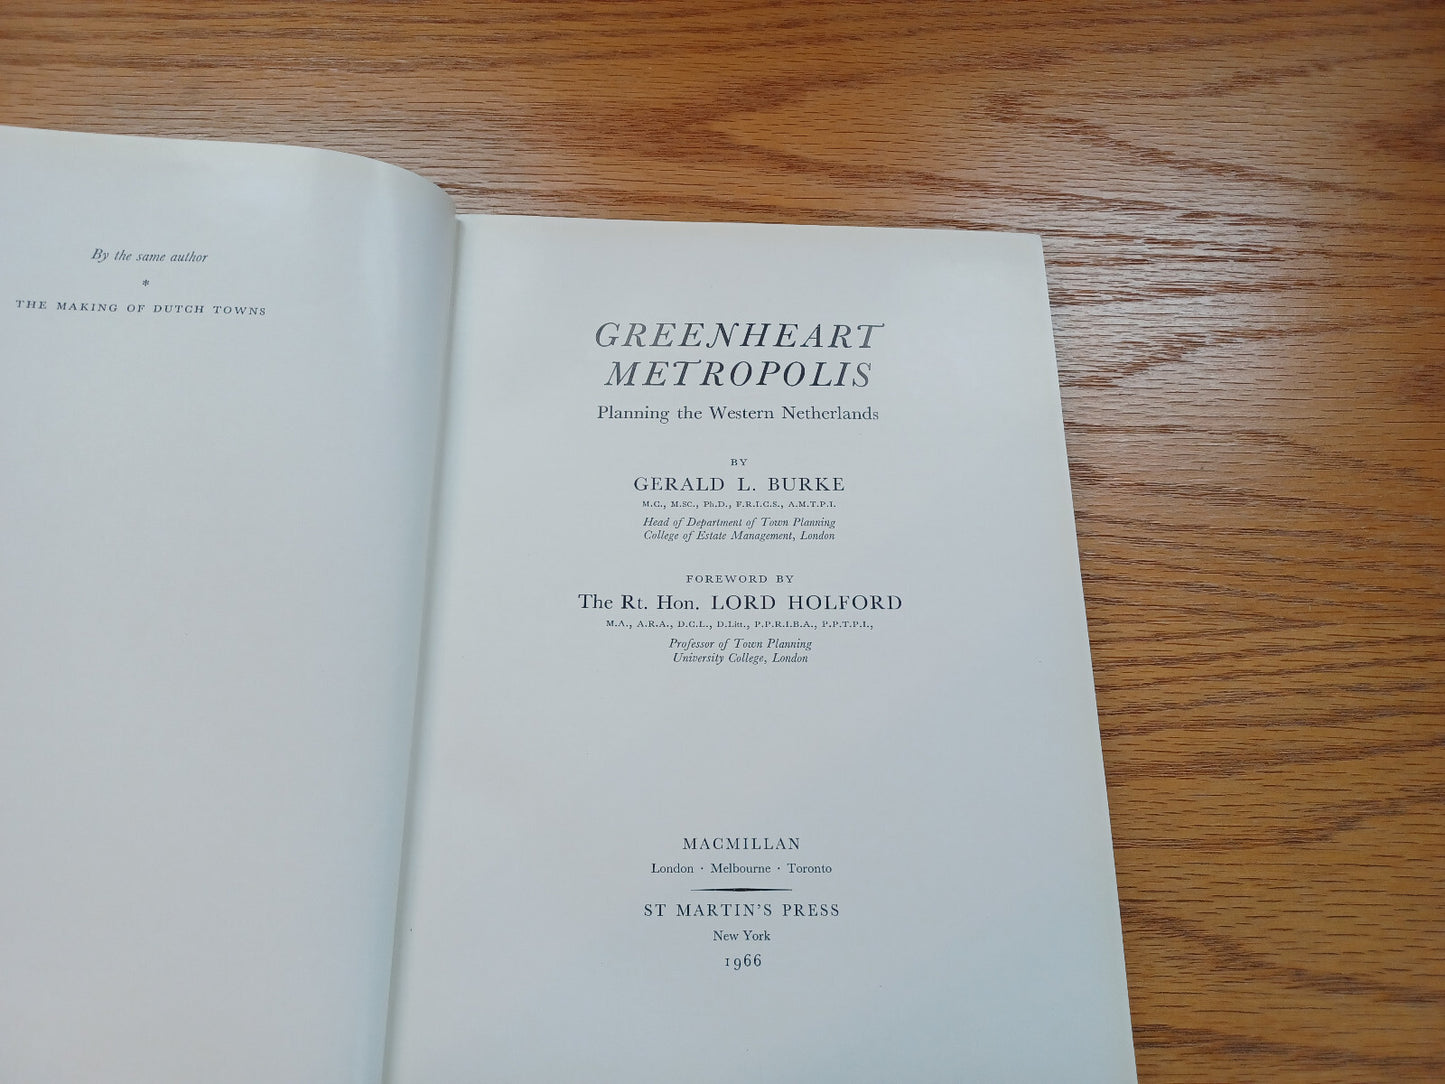 By the same author
*
THE MAKING OF DUTCH TOWNS
GREENHEART
METROPOLIS
Planning the Western Netherlands
BY
GERALD L. BURKE
M.C., M.SC., Ph.D., F.R.I.C.S., A.M.T.P.I.
Head of Department of Town Planning
College of Estate Management, London
FOREWORD BY
The Rt. Hon. LORD HOLFORD
M.A., A.R.A., D.C.L., D.Litt., P.P.R.I.B.A., P.P.T.P.I.,
Professor of Town Planning
University College, London
MACMILLAN
London · Melbourne · Toronto
ST MARTIN'S PRESS
New York
1966